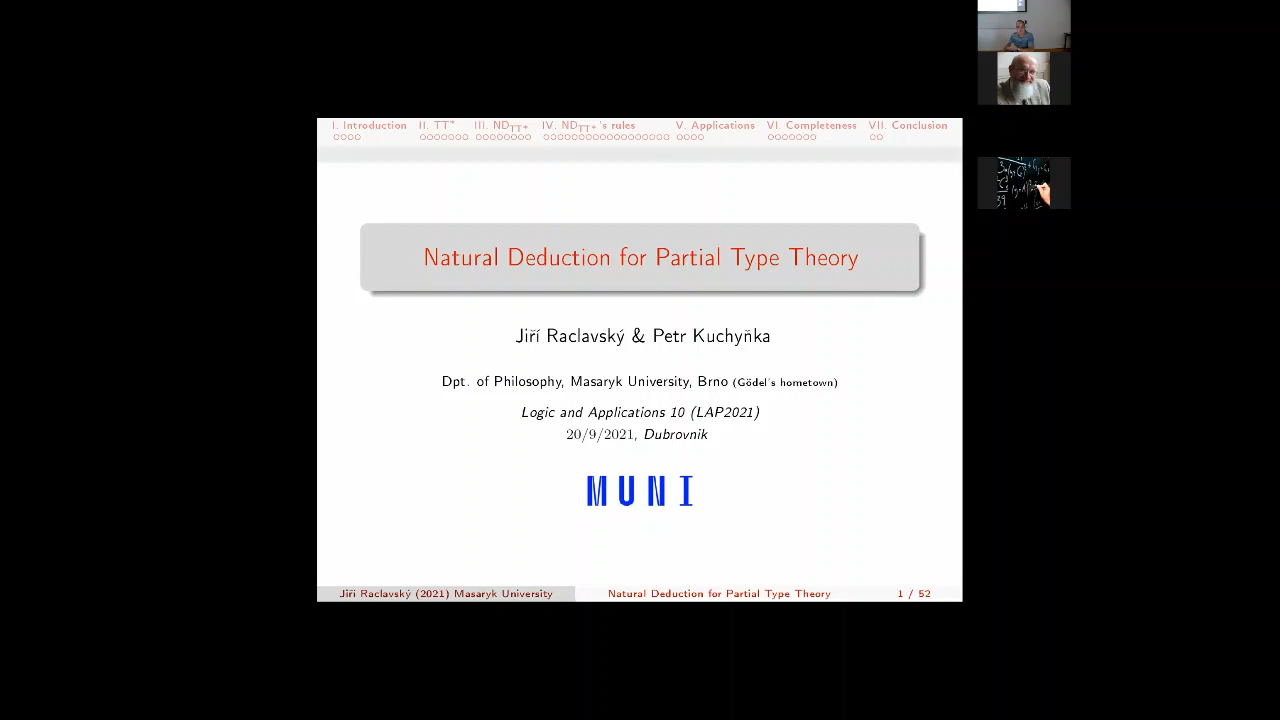 I. Introduction II. TT* III. ND_TT* IV. ND_TT*'s rules V. Applications VI. Completeness VII. Conclusion
Natural Deduction for Partial Type Theory
Jiří Raclavský & Petr Kuchyňka
Dpt. of Philosophy, Masaryk University, Brno (Gödel's hometown)
Logic and Applications 10 (LAP2021)
20/9/2021, Dubrovnik
MUNI
Jiří Raclavský (2021) Masaryk University Natural Deduction for Partial Type Theory 1 / 52